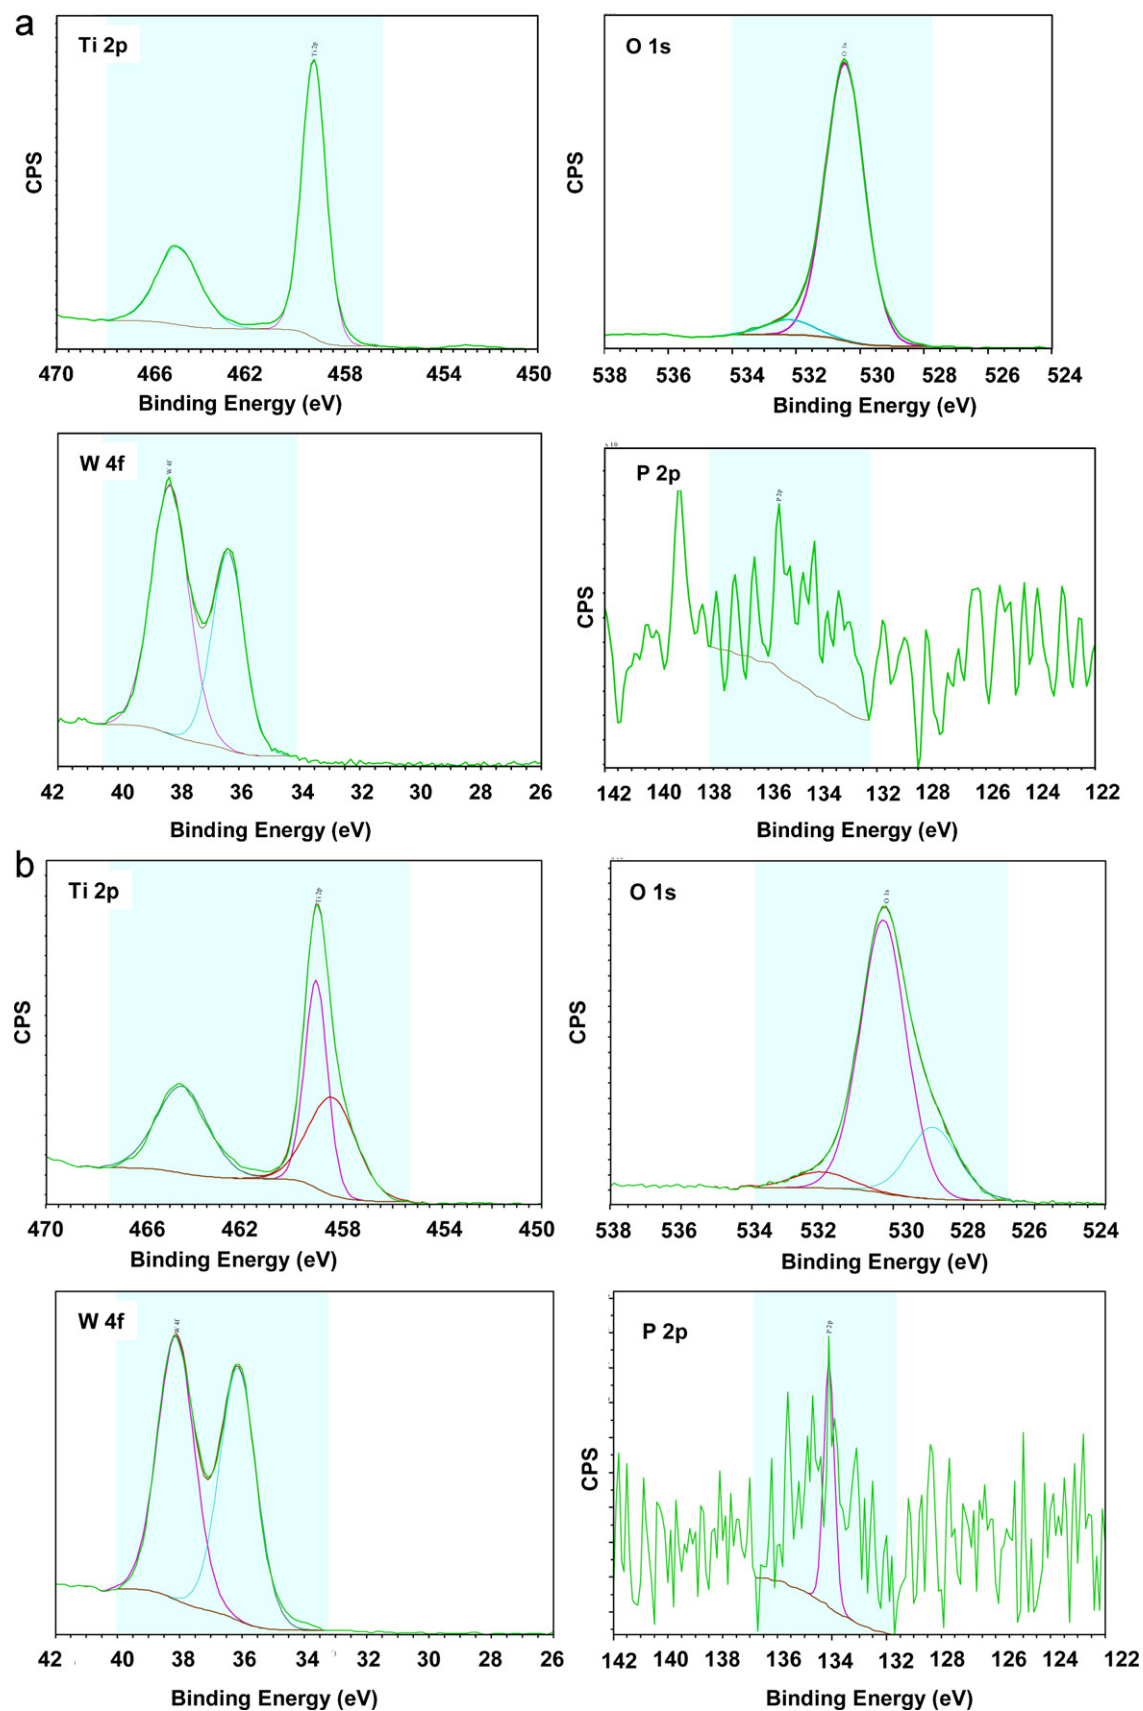 a
Ti 2p
Ti 2p
CPS
470 466 462 458 454 450
Binding Energy (eV)
O 1s
O 1s
CPS
538 536 534 532 530 528 526 524
Binding Energy (eV)
W 4f
W 4f
42 40 38 36 34 32 30 28 26
Binding Energy (eV)
x 10
P 2p
P 2p
CPS
142 140 138 136 134 132 128 126 124 122
Binding Energy (eV)
b
Ti 2p
Ti 2p
CPS
470 466 462 458 454 450
Binding Energy (eV)
O 1s
O 1s
CPS
538 536 534 532 530 528 526 524
Binding Energy (eV)
W 4f
W 4f
42 40 38 36 34 32 30 28 26
Binding Energy (eV)
P 2p
P 2p
CPS
142 140 138 136 134 132 128 126 124 122
Binding Energy (eV)